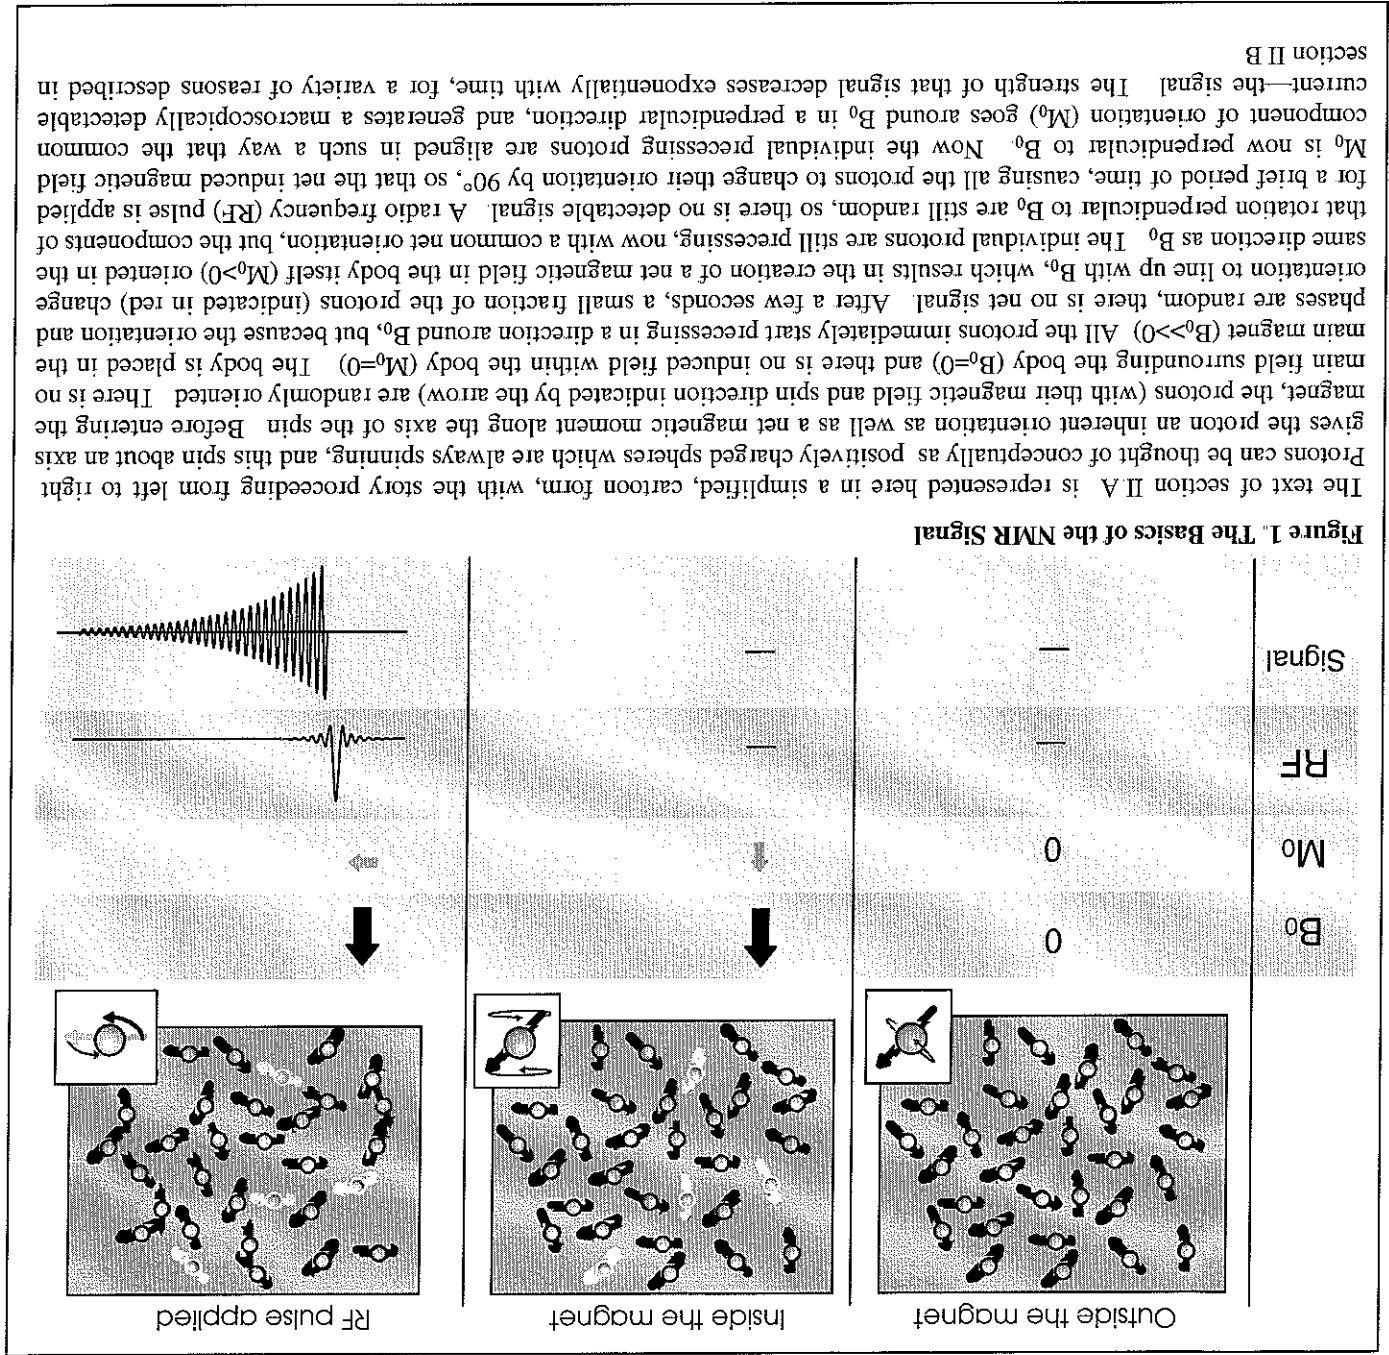 Outside the magnet
Inside the magnet
RF pulse applied
B₀
0
M₀
0
RF
Signal
Figure 1. The Basics of the NMR Signal
The text of section II.A is represented here in a simplified, cartoon form, with the story proceeding from left to right
Protons can be thought of conceptually as positively charged spheres which are always spinning, and this spin about an axis
gives the proton an inherent orientation as well as a net magnetic moment along the axis of the spin Before entering the
magnet, the protons (with their magnetic field and spin direction indicated by the arrow) are randomly oriented There is no
main field surrounding the body (B₀=0) and there is no induced field within the body (M₀=0) The body is placed in the
main magnet (B₀>>0) All the protons immediately start precessing in a direction around B₀, but because the orientation and
phases are random, there is no net signal. After a few seconds, a small fraction of the protons (indicated in red) change
orientation to line up with B₀, which results in the creation of a net magnetic field in the body itself (M₀>0) oriented in the
same direction as B₀ The individual protons are still precessing, now with a common net orientation, but the components of
that rotation perpendicular to B₀ are still random, so there is no detectable signal. A radio frequency (RF) pulse is applied
for a brief period of time, causing all the protons to change their orientation by 90°, so that the net induced magnetic field
M₀ is now perpendicular to B₀. Now the individual precessing protons are aligned in such a way that the common
component of orientation (M₀) goes around B₀ in a perpendicular direction, and generates a macroscopically detectable
current—the signal The strength of that signal decreases exponentially with time, for a variety of reasons described in
section II B